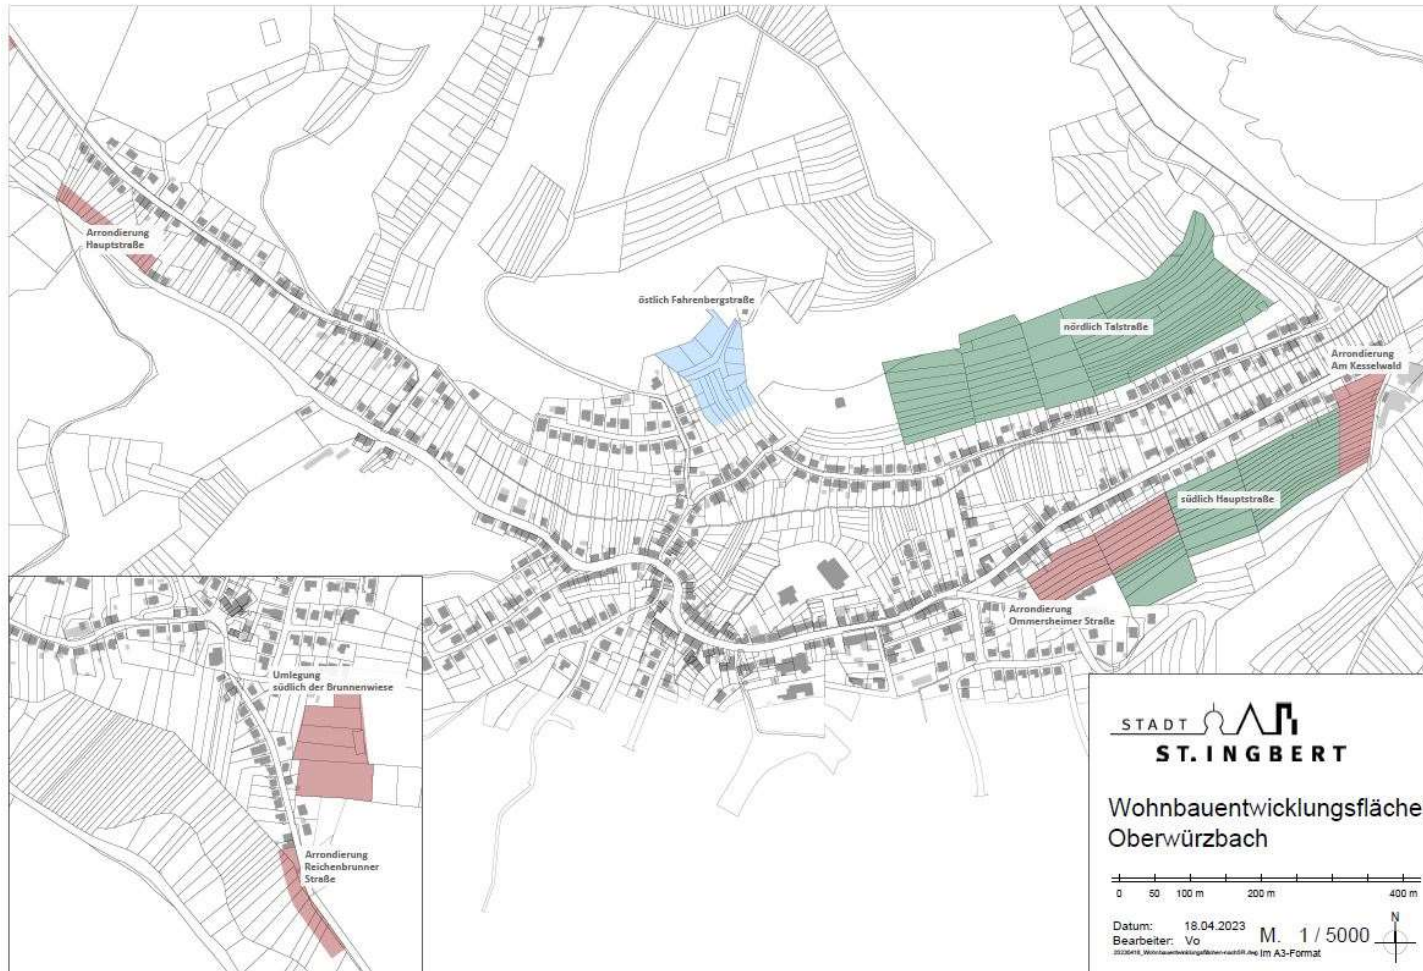 Arrondierung
Hauptstraße
östlich Fahrenbergstraße
nördlich Talstraße
Arrondierung
Am Kesselwald
südlich Hauptstraße
Arrondierung
Ommersheimer Straße
Umlegung
südlich der Brunnenwiese
Arrondierung
Reichenbrunner
Straße
STADT
ST. INGBERT
Wohnbauentwicklungsfläche
Oberwürzbach
0 50 100 m 200 m 400 m
Datum: 18.04.2023
Bearbeiter: Vo
M. 1 / 5000
im A3-Format
N